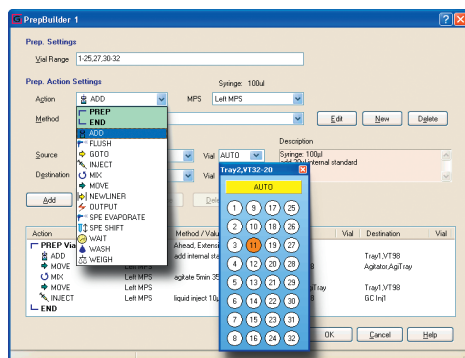 PrepBuilder 1
Prep. Settings
Vial Range 1-25,27,30-32
Prep. Action Settings
Syringe: 100ul
Action ADD MPS Left MPS
Method Edit New Delete
PREP
END
ADD
FLUSH
GOTO
INJECT
MIX
MOVE
NEWLINER
OUTPUT
SPE EVAPORATE
SPE SHIFT
WAIT
WASH
WEIGH
Description
Syringe: 100µl
internal standard
Source Vial AUTO
Destination Vial
Add
Tray2,VT32-20
AUTO
1 9 17 25
2 10 18 26
3 11 19 27
4 12 20 28
5 13 21 29
6 14 22 30
7 15 23 31
8 16 24 32
Action Method / Valu Vial Destination Vial
PREP Ahead,
ADD add internal sta Tray1,VT98
MOVE Left MPS Agitator,AgiTray
MIX Left MPS agitate 5min
MOVE Left MPS Tray1,VT98
INJECT Left MPS liquid inject GC Inj1
END
OK Cancel Help